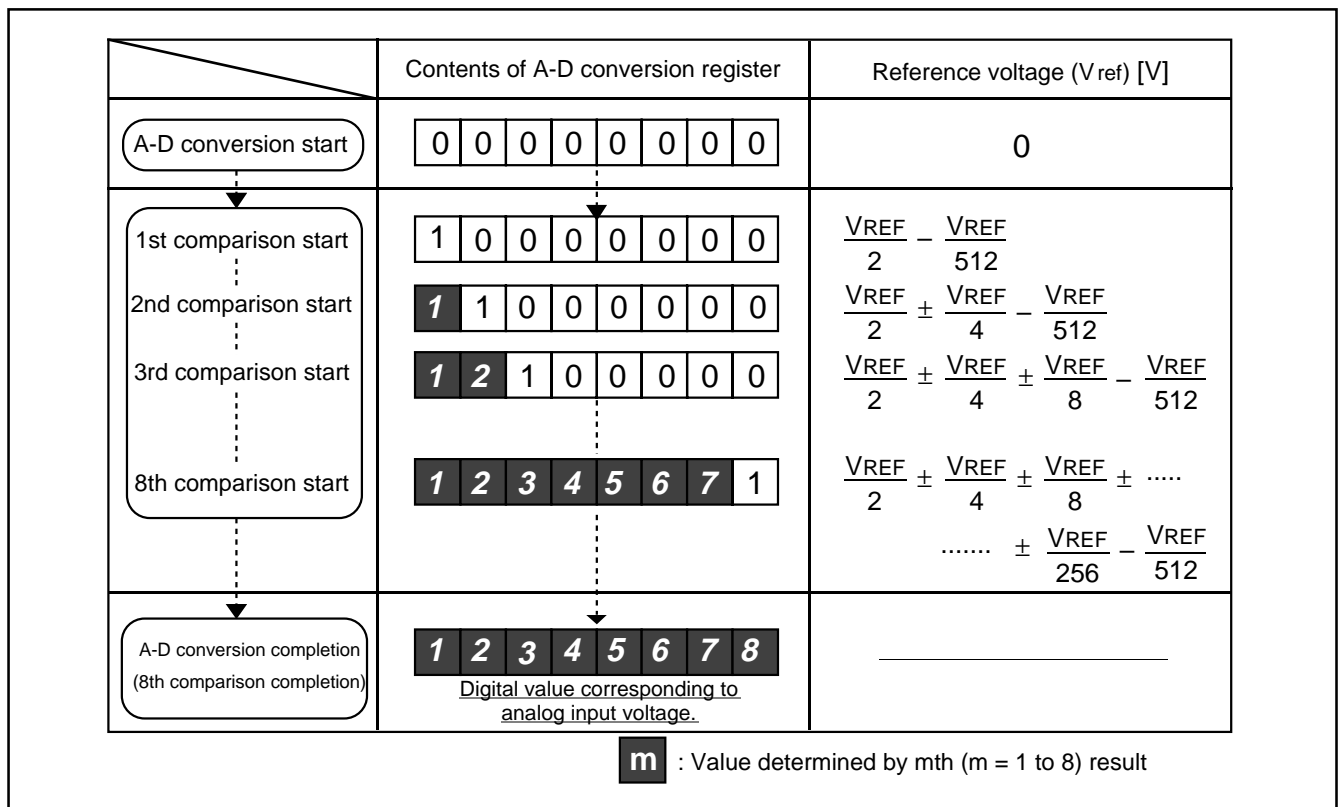 Contents of A-D conversion register
Reference voltage (Vref) [V]
A-D conversion start
0 0 0 0 0 0 0 0
0
1st comparison start
1 0 0 0 0 0 0 0
VREF/2 – VREF/512
2nd comparison start
1 1 0 0 0 0 0 0
VREF/2 ± VREF/4 – VREF/512
3rd comparison start
1 2 1 0 0 0 0 0
VREF/2 ± VREF/4 ± VREF/8 – VREF/512
8th comparison start
1 2 3 4 5 6 7 1
VREF/2 ± VREF/4 ± VREF/8 ± .....
....... ± VREF/256 – VREF/512
A-D conversion completion
(8th comparison completion)
1 2 3 4 5 6 7 8
Digital value corresponding to
analog input voltage.
m : Value determined by mth (m = 1 to 8) result